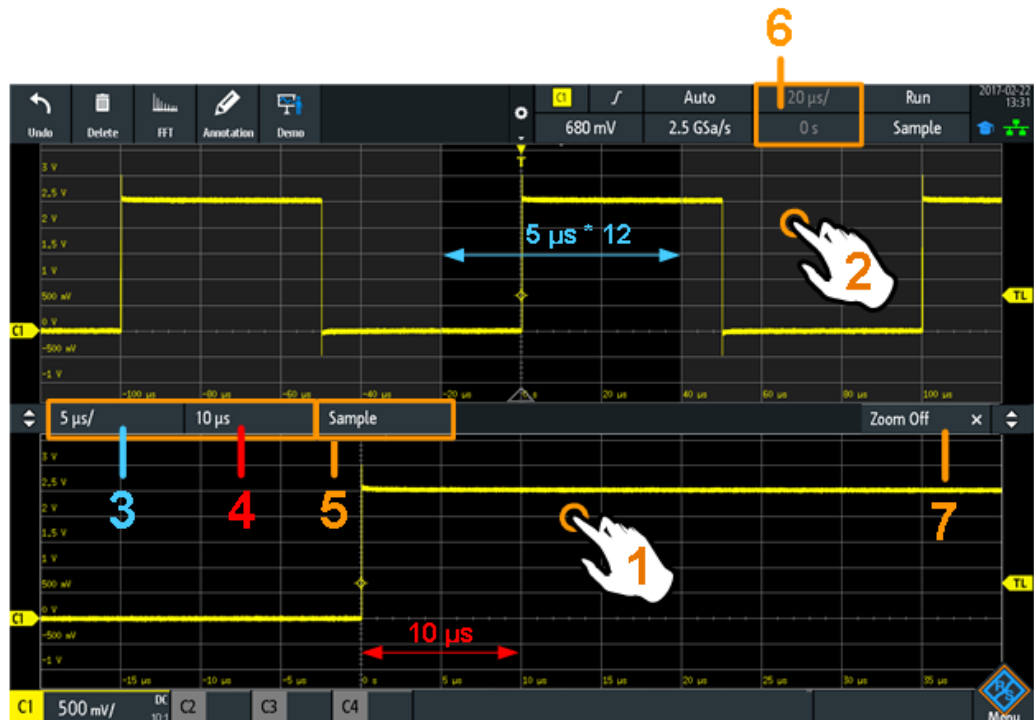 6
C1 Auto 20 µs/ Run 2017-02-22
13:31
Undo Delete FFT Annotation Demo 680 mV 2.5 GSa/s 0 s Sample
T
3 V
2,5 V
2 V
1,5 V
5 µs * 12
2
1 V
500 mV
TL
0 V
C1
-500 mV
-1 V
-100 µs -80 µs -60 µs -40 µs -20 µs 0 s 20 µs 40 µs 60 µs 80 µs 100 µs
5 µs/ 10 µs Sample Zoom Off ×
3 V
2,5 V
3 4 5 7
2 V
1,5 V
1
1 V
500 mV
TL
0 V
C1
10 µs
-500 mV
-1 V
-15 µs -10 µs -5 µs 0 s 5 µs 10 µs 15 µs 20 µs 25 µs 30 µs 35 µs
R&S
C1 500 mV/ DC
10:1
C2 C3 C4 Menu